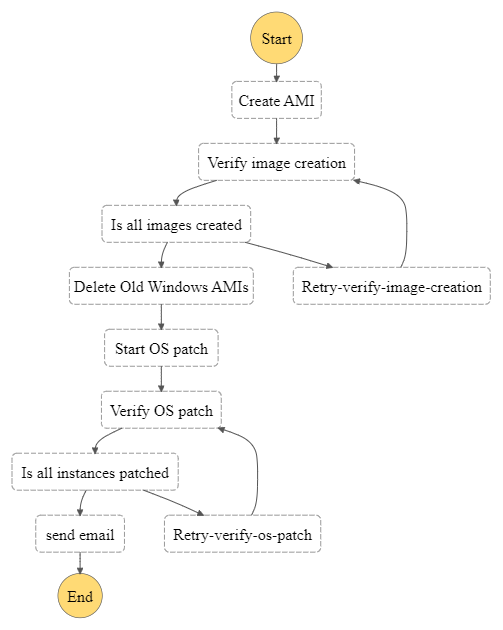 Start
Create AMI
Verify image creation
Is all images created
Delete Old Windows AMIs
Retry-verify-image-creation
Start OS patch
Verify OS patch
Is all instances patched
send email
Retry-verify-os-patch
End